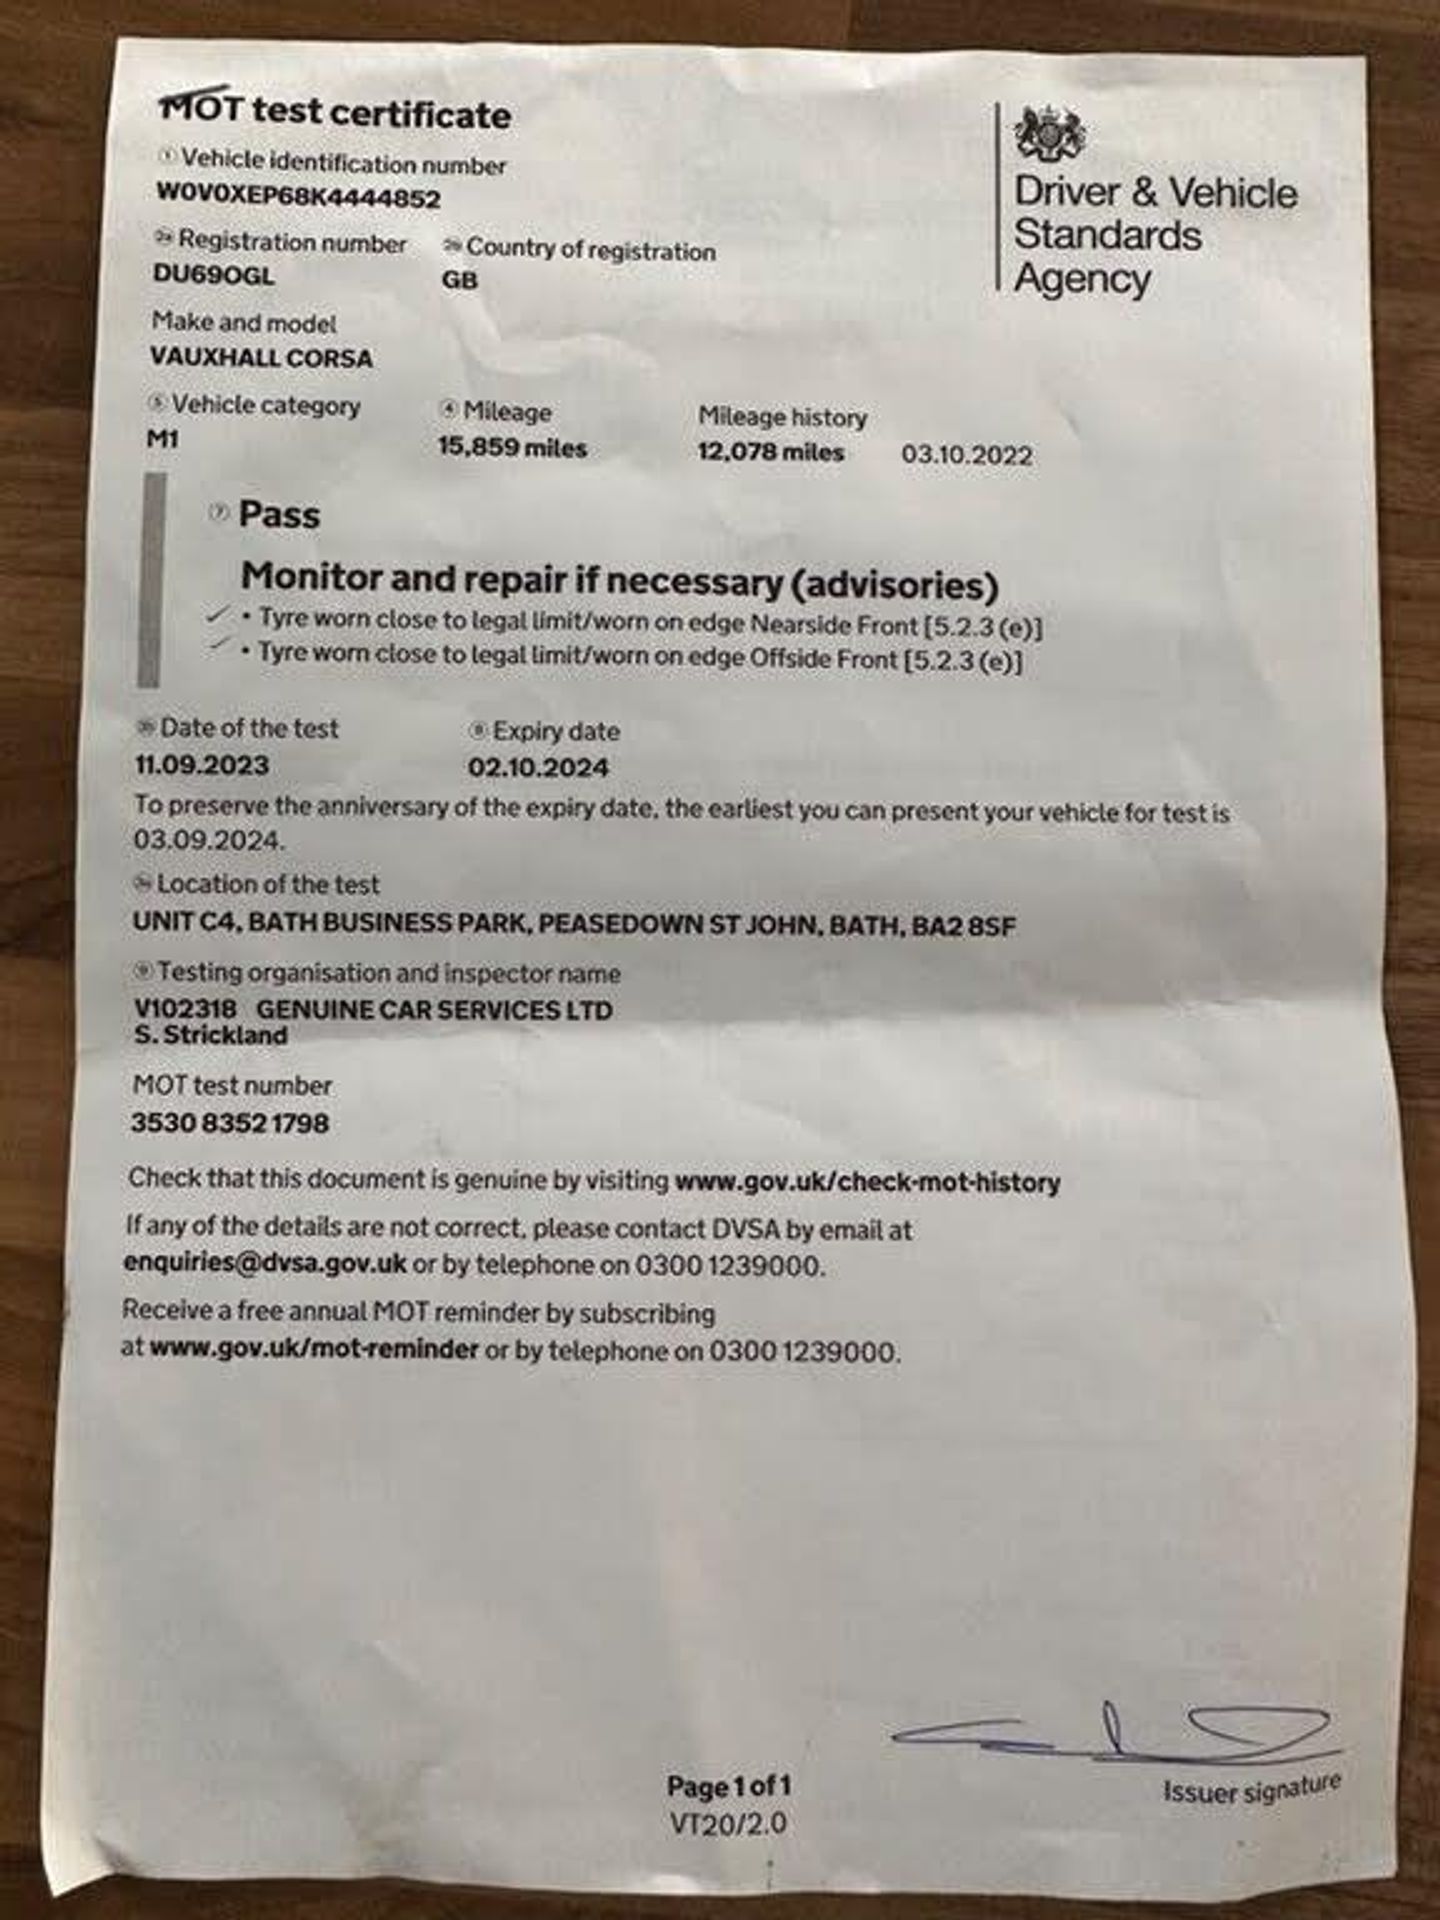 MOT test certificate
Driver & Vehicle
Standards
Agency
① Vehicle identification number
W0V0XEP68K4444852
Registration number Country of registration
DU69OGL GB
Make and model
VAUXHALL CORSA
⑤ Vehicle category ④ Mileage Mileage history
M1 15,859 miles 12,078 miles 03.10.2022
⑦ Pass
Monitor and repair if necessary (advisories)
• Tyre worn close to legal limit/worn on edge Nearside Front [5.2.3 (e)]
• Tyre worn close to legal limit/worn on edge Offside Front [5.2.3 (e)]
Date of the test ⑧ Expiry date
11.09.2023 02.10.2024
To preserve the anniversary of the expiry date, the earliest you can present your vehicle for test is
03.09.2024.
Location of the test
UNIT C4, BATH BUSINESS PARK, PEASEDOWN ST JOHN, BATH, BA2 8SF
⑨ Testing organisation and inspector name
V102318 GENUINE CAR SERVICES LTD
S. Strickland
MOT test number
3530 8352 1798
Check that this document is genuine by visiting www.gov.uk/check-mot-history
If any of the details are not correct, please contact DVSA by email at
enquiries@dvsa.gov.uk or by telephone on 0300 1239000.
Receive a free annual MOT reminder by subscribing
at www.gov.uk/mot-reminder or by telephone on 0300 1239000.
Issuer signature
Page 1 of 1
VT20/2.0